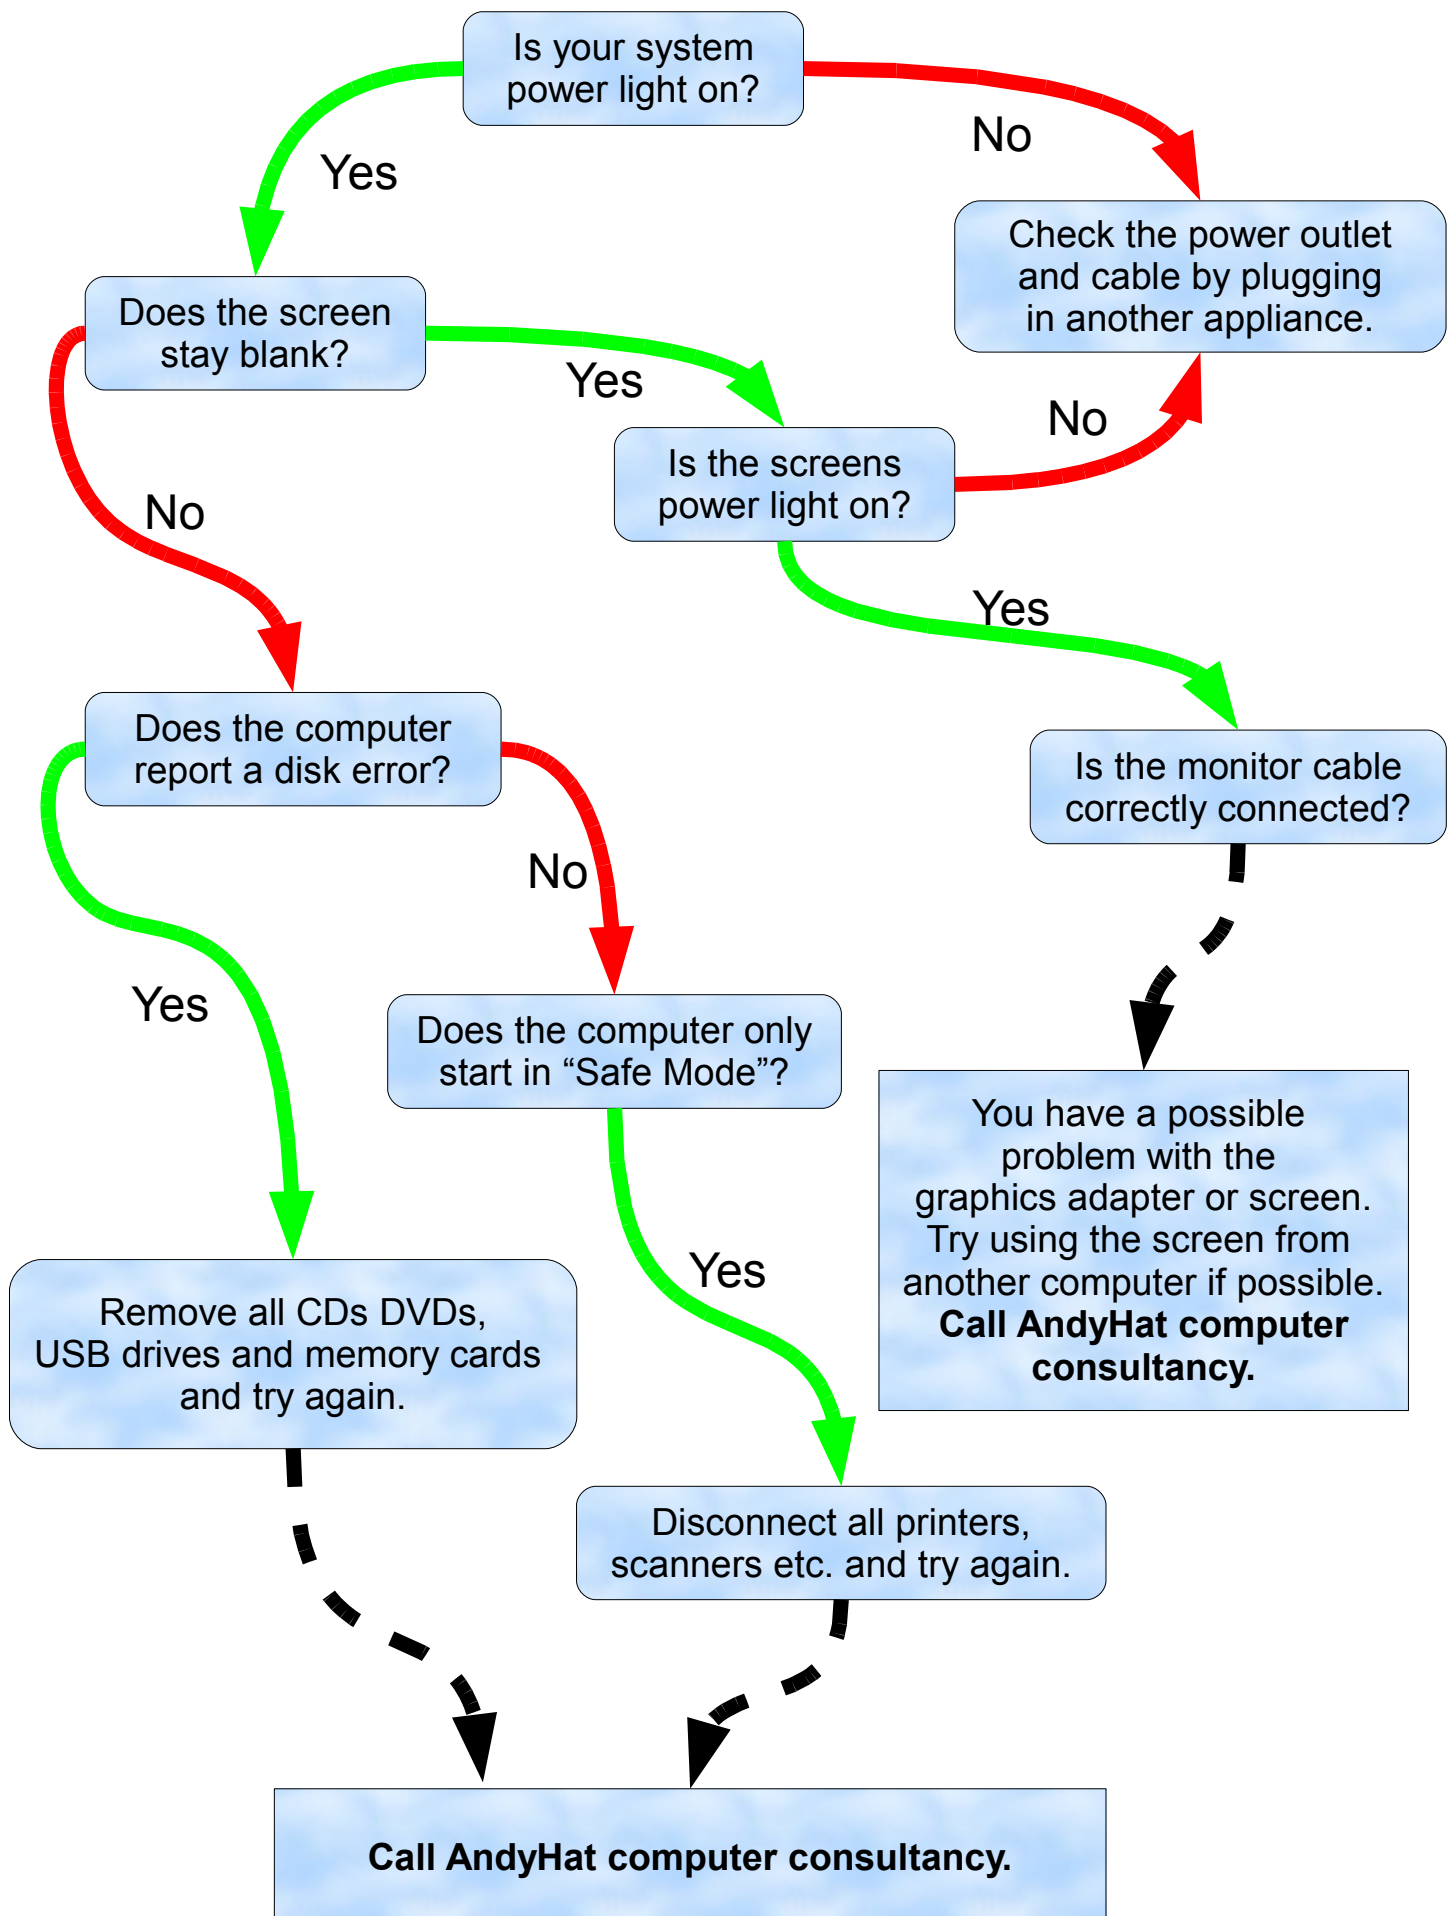 Is your system
power light on?
No
Yes
Check the power outlet
and cable by plugging
in another appliance.
Does the screen
stay blank?
Yes
No
Is the screens
power light on?
No
Yes
Does the computer
report a disk error?
Is the monitor cable
correctly connected?
No
Yes
Does the computer only
start in “Safe Mode”?
You have a possible
problem with the
graphics adapter or screen.
Try using the screen from
another computer if possible.
Call AndyHat computer
consultancy.
Yes
Remove all CDs DVDs,
USB drives and memory cards
and try again.
Disconnect all printers,
scanners etc. and try again.
Call AndyHat computer consultancy.